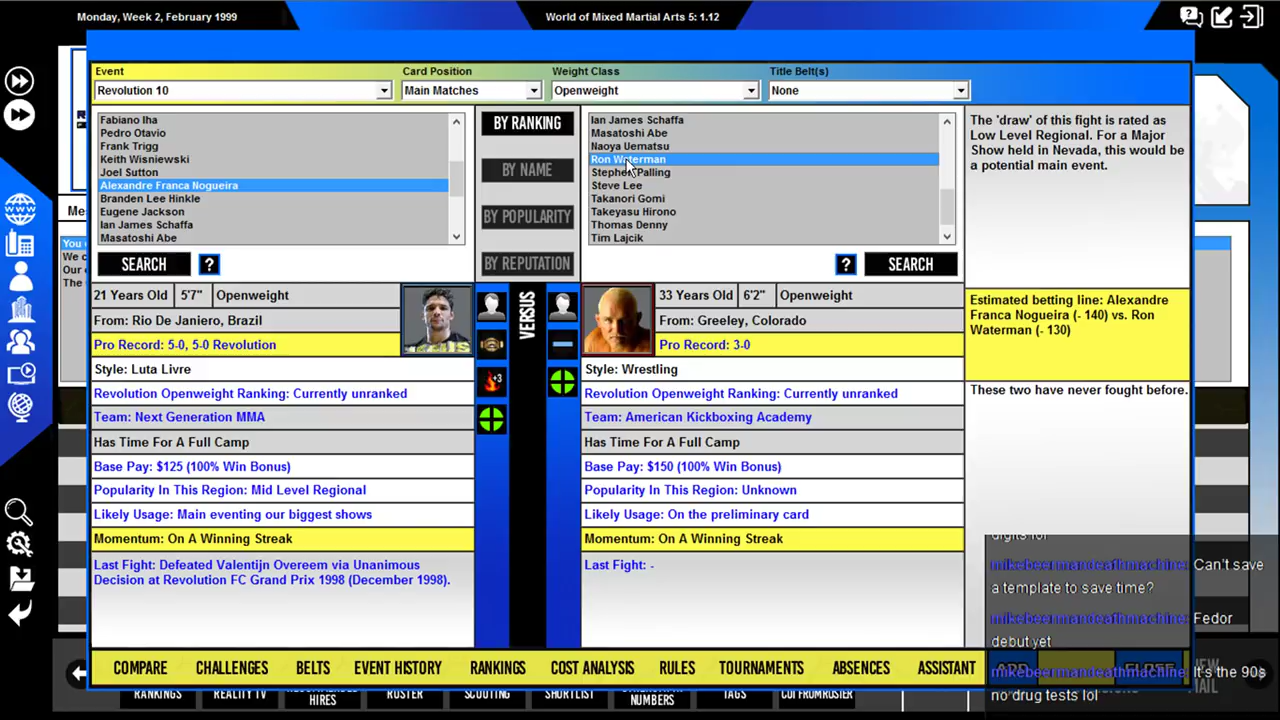 Monday, Week 2, February 1999
World of Mixed Martial Arts 5: 1.12
Event
Card Position
Weight Class
Title Belt(s)
Revolution 10
Main Matches
Openweight
None
Fabiano Iha
Pedro Otavio
Frank Trigg
Keith Wisniewski
Joel Sutton
Alexandre Franca Nogueira
Branden Lee Hinkle
Eugene Jackson
Ian James Schaffa
Masatoshi Abe
BY RANKING
BY NAME
BY POPULARITY
BY REPUTATION
Ian James Schaffa
Masatoshi Abe
Naoya Uematsu
Ron Waterman
Stephen Palling
Steve Lee
Takanori Gomi
Takeyasu Hirono
Thomas Denny
Tim Lajcik
The 'draw' of this fight is rated as
Low Level Regional. For a Major
Show held in Nevada, this would be
a potential main event.
SEARCH
?
?
SEARCH
21 Years Old
5'7"
Openweight
From: Rio De Janiero, Brazil
Pro Record: 5-0, 5-0 Revolution
Style: Luta Livre
Revolution Openweight Ranking: Currently unranked
Team: Next Generation MMA
Has Time For A Full Camp
Base Pay: $125 (100% Win Bonus)
Popularity In This Region: Mid Level Regional
Likely Usage: Main eventing our biggest shows
Momentum: On A Winning Streak
Last Fight: Defeated Valentijn Overeem via Unanimous
Decision at Revolution FC Grand Prix 1998 (December 1998).
+3
VERSUS
33 Years Old
6'2"
Openweight
From: Greeley, Colorado
Pro Record: 3-0
Style: Wrestling
Revolution Openweight Ranking: Currently unranked
Team: American Kickboxing Academy
Has Time For A Full Camp
Base Pay: $150 (100% Win Bonus)
Popularity In This Region: Unknown
Likely Usage: On the preliminary card
Momentum: On A Winning Streak
Last Fight: -
Estimated betting line: Alexandre
Franca Nogueira (- 140) vs. Ron
Waterman (- 130)
These two have never fought before.
digits lol
mikebeermandeathmachine: Can't save
a template to save time?
mikebeermandeathmachine: Fedor
debut yet
mikebeermandeathmachine: It's the 90s
no drug tests lol
COMPARE
CHALLENGES
BELTS
EVENT HISTORY
RANKINGS
COST ANALYSIS
RULES
TOURNAMENTS
ABSENCES
ASSISTANT
ADD
CLOSE
RANKINGS
REALITY TV
HIRES
ROSTER
SCOUTING
SHORTLIST
NUMBERS
TAGS
MAIL